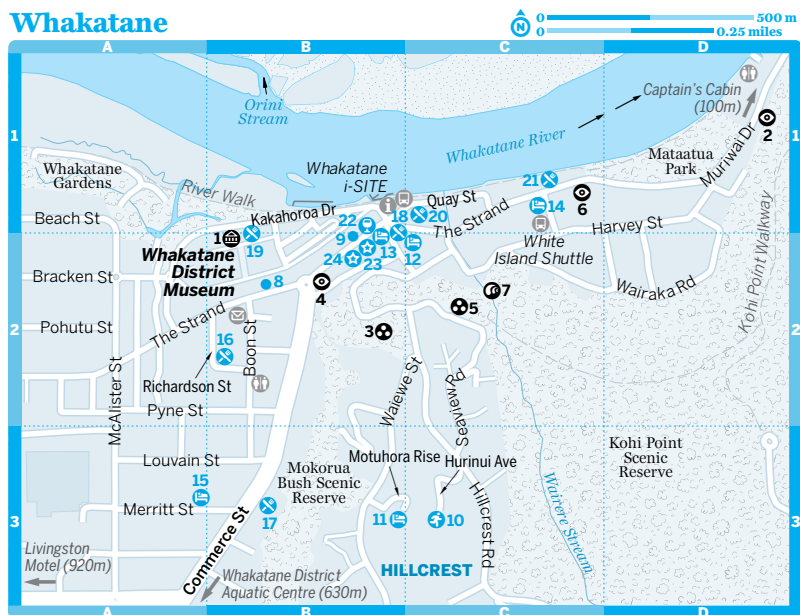 Whakatane
N
0 500 m
0 0.25 miles
A B C D
Orini
Stream
Captain's Cabin
(100m)
2
1 1
Whakatane River
Muriwai Dr
Mataatua
Park
Whakatane
Gardens
Whakatane
i-SITE
River Walk
21
6
14
Quay St
Kakahoroa Dr
22 18 20
The Strand
Beach St
Harvey St
1
19
9
13
12
White
Island Shuttle
Whakatane
District
Museum
24 23
Kohi Point Walkway
Bracken St
8
4
7
Wairaka Rd
5
Pohutu St
The Strand
3
2 2
16
Boon St
Richardson St
McAllister St
Waiewe St
Seaview Rd
Pyne St
Louvain St
Motuhora Rise
Hurinui Ave
Kohi Point
Scenic
Reserve
Mokorua
Bush Scenic
Reserve
15
Merritt St
17
11
10
Hillcrest Rd
Wairere Stream
3 3
Commerce St
Livingston
Motel (920m)
HILLCREST
Whakatane District
Aquatic Centre (630m)
A B C D